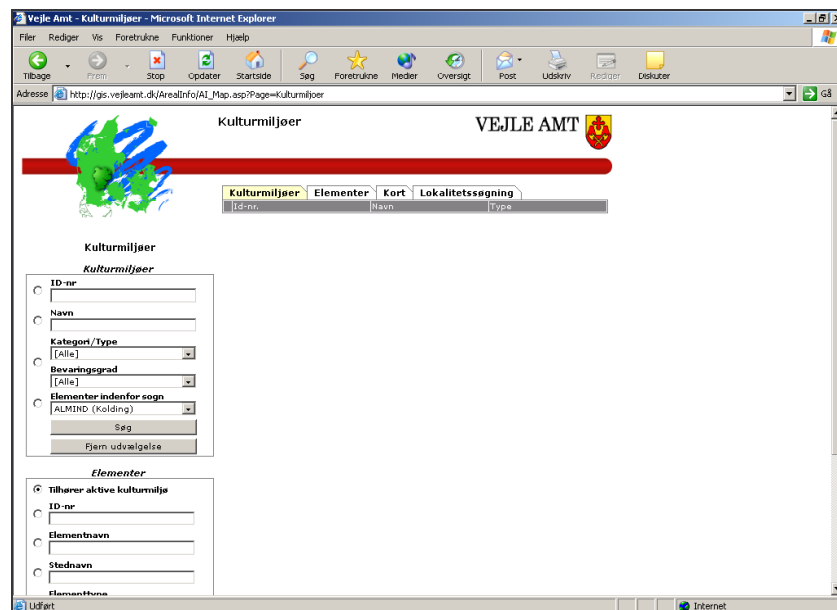 Vejle Amt - Kulturmiljøer - Microsoft Internet Explorer
Filer Rediger Vis Foretrukne Funktioner Hjælp
Tilbage Frem Stop Opdater Startside Søg Foretrukne Medier Oversigt Post Udskriv Rediger Diskuter
Adresse http://gis.vejleamt.dk/ArealInfo/AI_Map.asp?Page=Kulturmiljoer Gå
Kulturmiljøer VEJLE AMT
Kulturmiljøer Elementer Kort Lokalitetssøgning
Id-nr. Navn Type
Kulturmiljøer
Kulturmiljøer
ID-nr
Navn
Kategori/Type
[Alle]
Bevaringsgrad
[Alle]
Elementer indenfor sogn
ALMIND (Kolding)
Søg
Fjern udvælgelse
Elementer
Tilhører aktive kulturmiljø
ID-nr
Elementnavn
Stednavn
Elementtype
Udført Internet